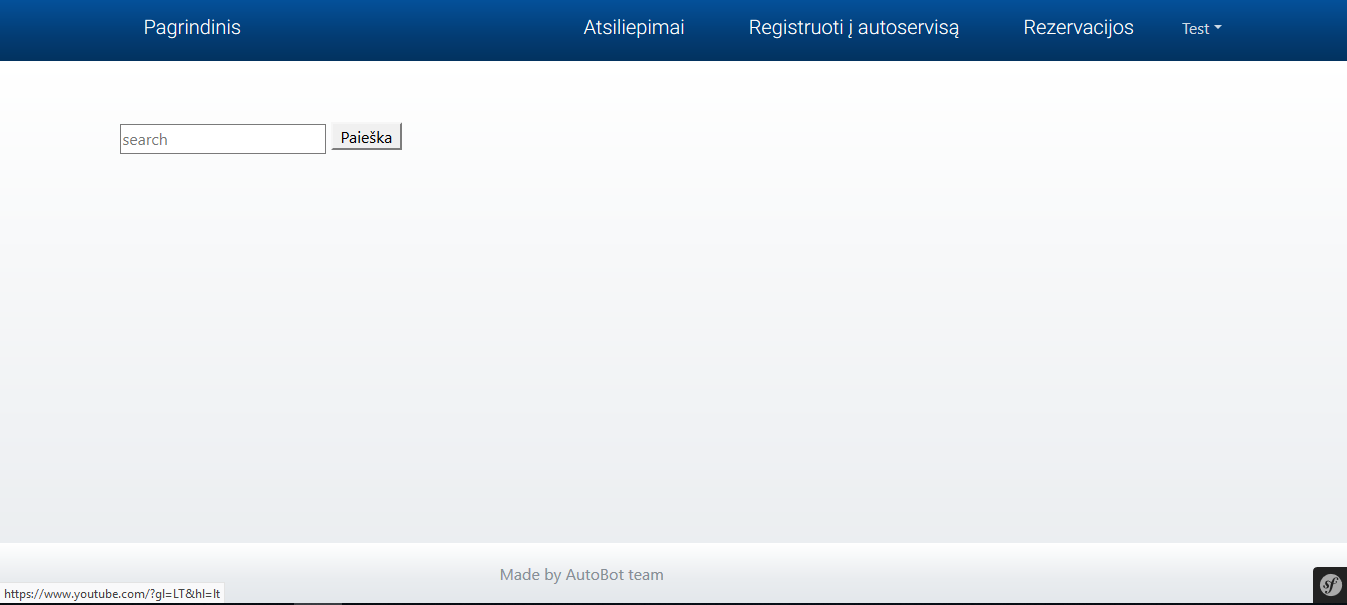 Pagrindinis Atsiliepimai Registruoti į autoservisą Rezervacijos Test
search Paieška
Made by AutoBot team
https://www.youtube.com/?gl=LT&hl=lt
sf